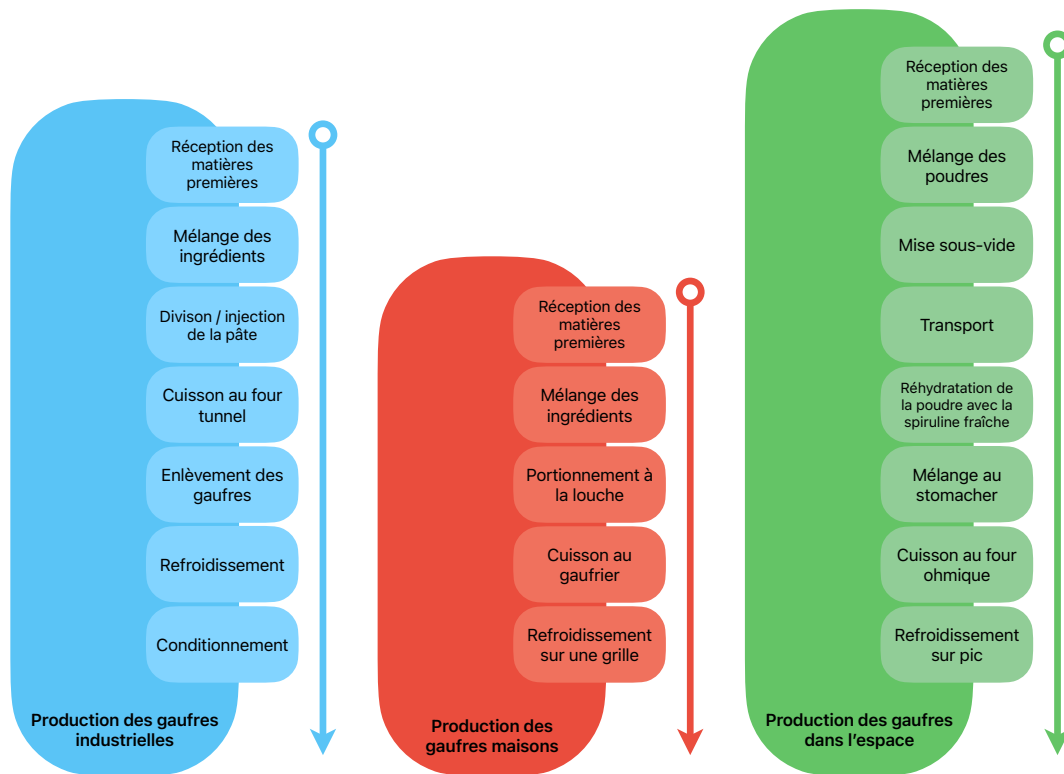 Réception des
matières
premières
Mélange des
ingrédients
Divison / injection
de la pâte
Cuisson au four
tunnel
Enlèvement des
gaufres
Refroidissement
Conditionnement
Production des gaufres
industrielles
Réception des
matières
premières
Mélange des
ingrédients
Portionnement à
la louche
Cuisson au
gaufrier
Refroidissement
sur une grille
Production des
gaufres maisons
Réception des
matières
premières
Mélange des
poudres
Mise sous-vide
Transport
Réhydratation de
la poudre avec la
spiruline fraîche
Mélange au
stomacher
Cuisson au four
ohmique
Refroidissement
sur pic
Production des gaufres
dans l'espace